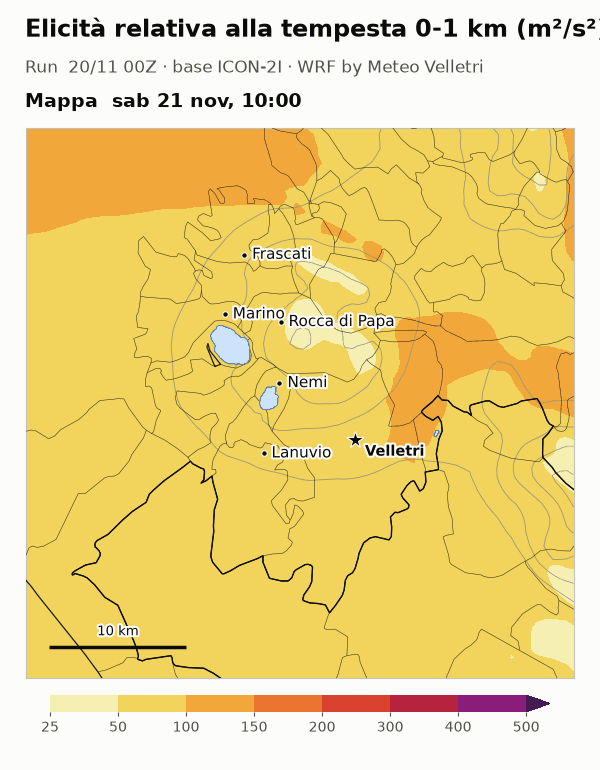 Elicità relativa alla tempesta 0-1 km (m²/s²)
Run  20/11 00Z · base ICON-2I · WRF by Meteo Velletri
Mappa  sab 21 nov, 10:00
Frascati
Marino
Rocca di Papa
Nemi
Lanuvio
Velletri
10 km
25 50 100 150 200 300 400 500